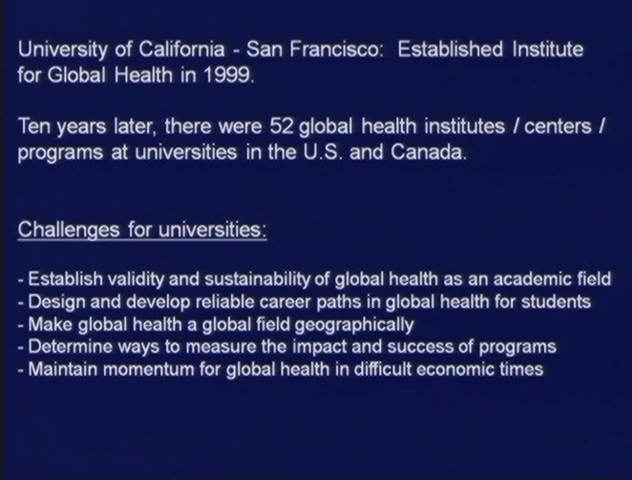 University of California - San Francisco: Established Institute
for Global Health in 1999.
Ten years later, there were 52 global health institutes / centers /
programs at universities in the U.S. and Canada.
Challenges for universities:
- Establish validity and sustainability of global health as an academic field
- Design and develop reliable career paths in global health for students
- Make global health a global field geographically
- Determine ways to measure the impact and success of programs
- Maintain momentum for global health in difficult economic times